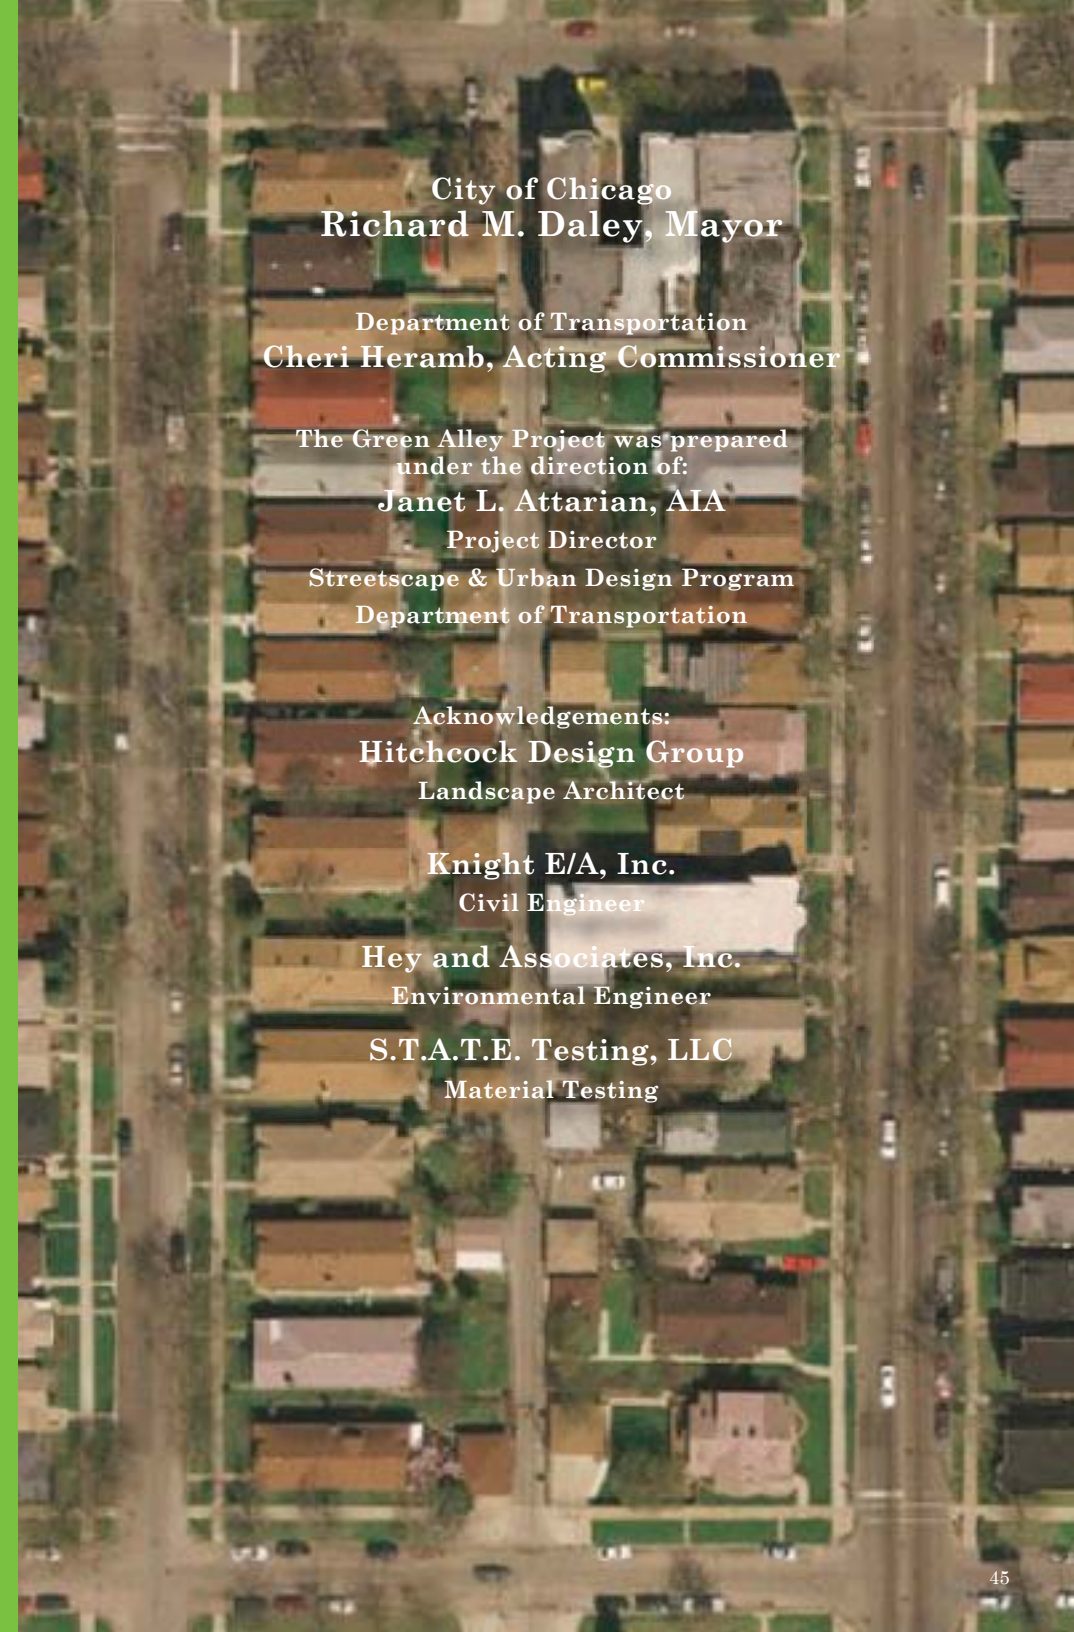 City of Chicago
Richard M. Daley, Mayor
Department of Transportation
Cheri Heramb, Acting Commissioner
The Green Alley Project was prepared
under the direction of:
Janet L. Attarian, AIA
Project Director
Streetscape & Urban Design Program
Department of Transportation
Acknowledgements:
Hitchcock Design Group
Landscape Architect
Knight E/A, Inc.
Civil Engineer
Hey and Associates, Inc.
Environmental Engineer
S.T.A.T.E. Testing, LLC
Material Testing
45